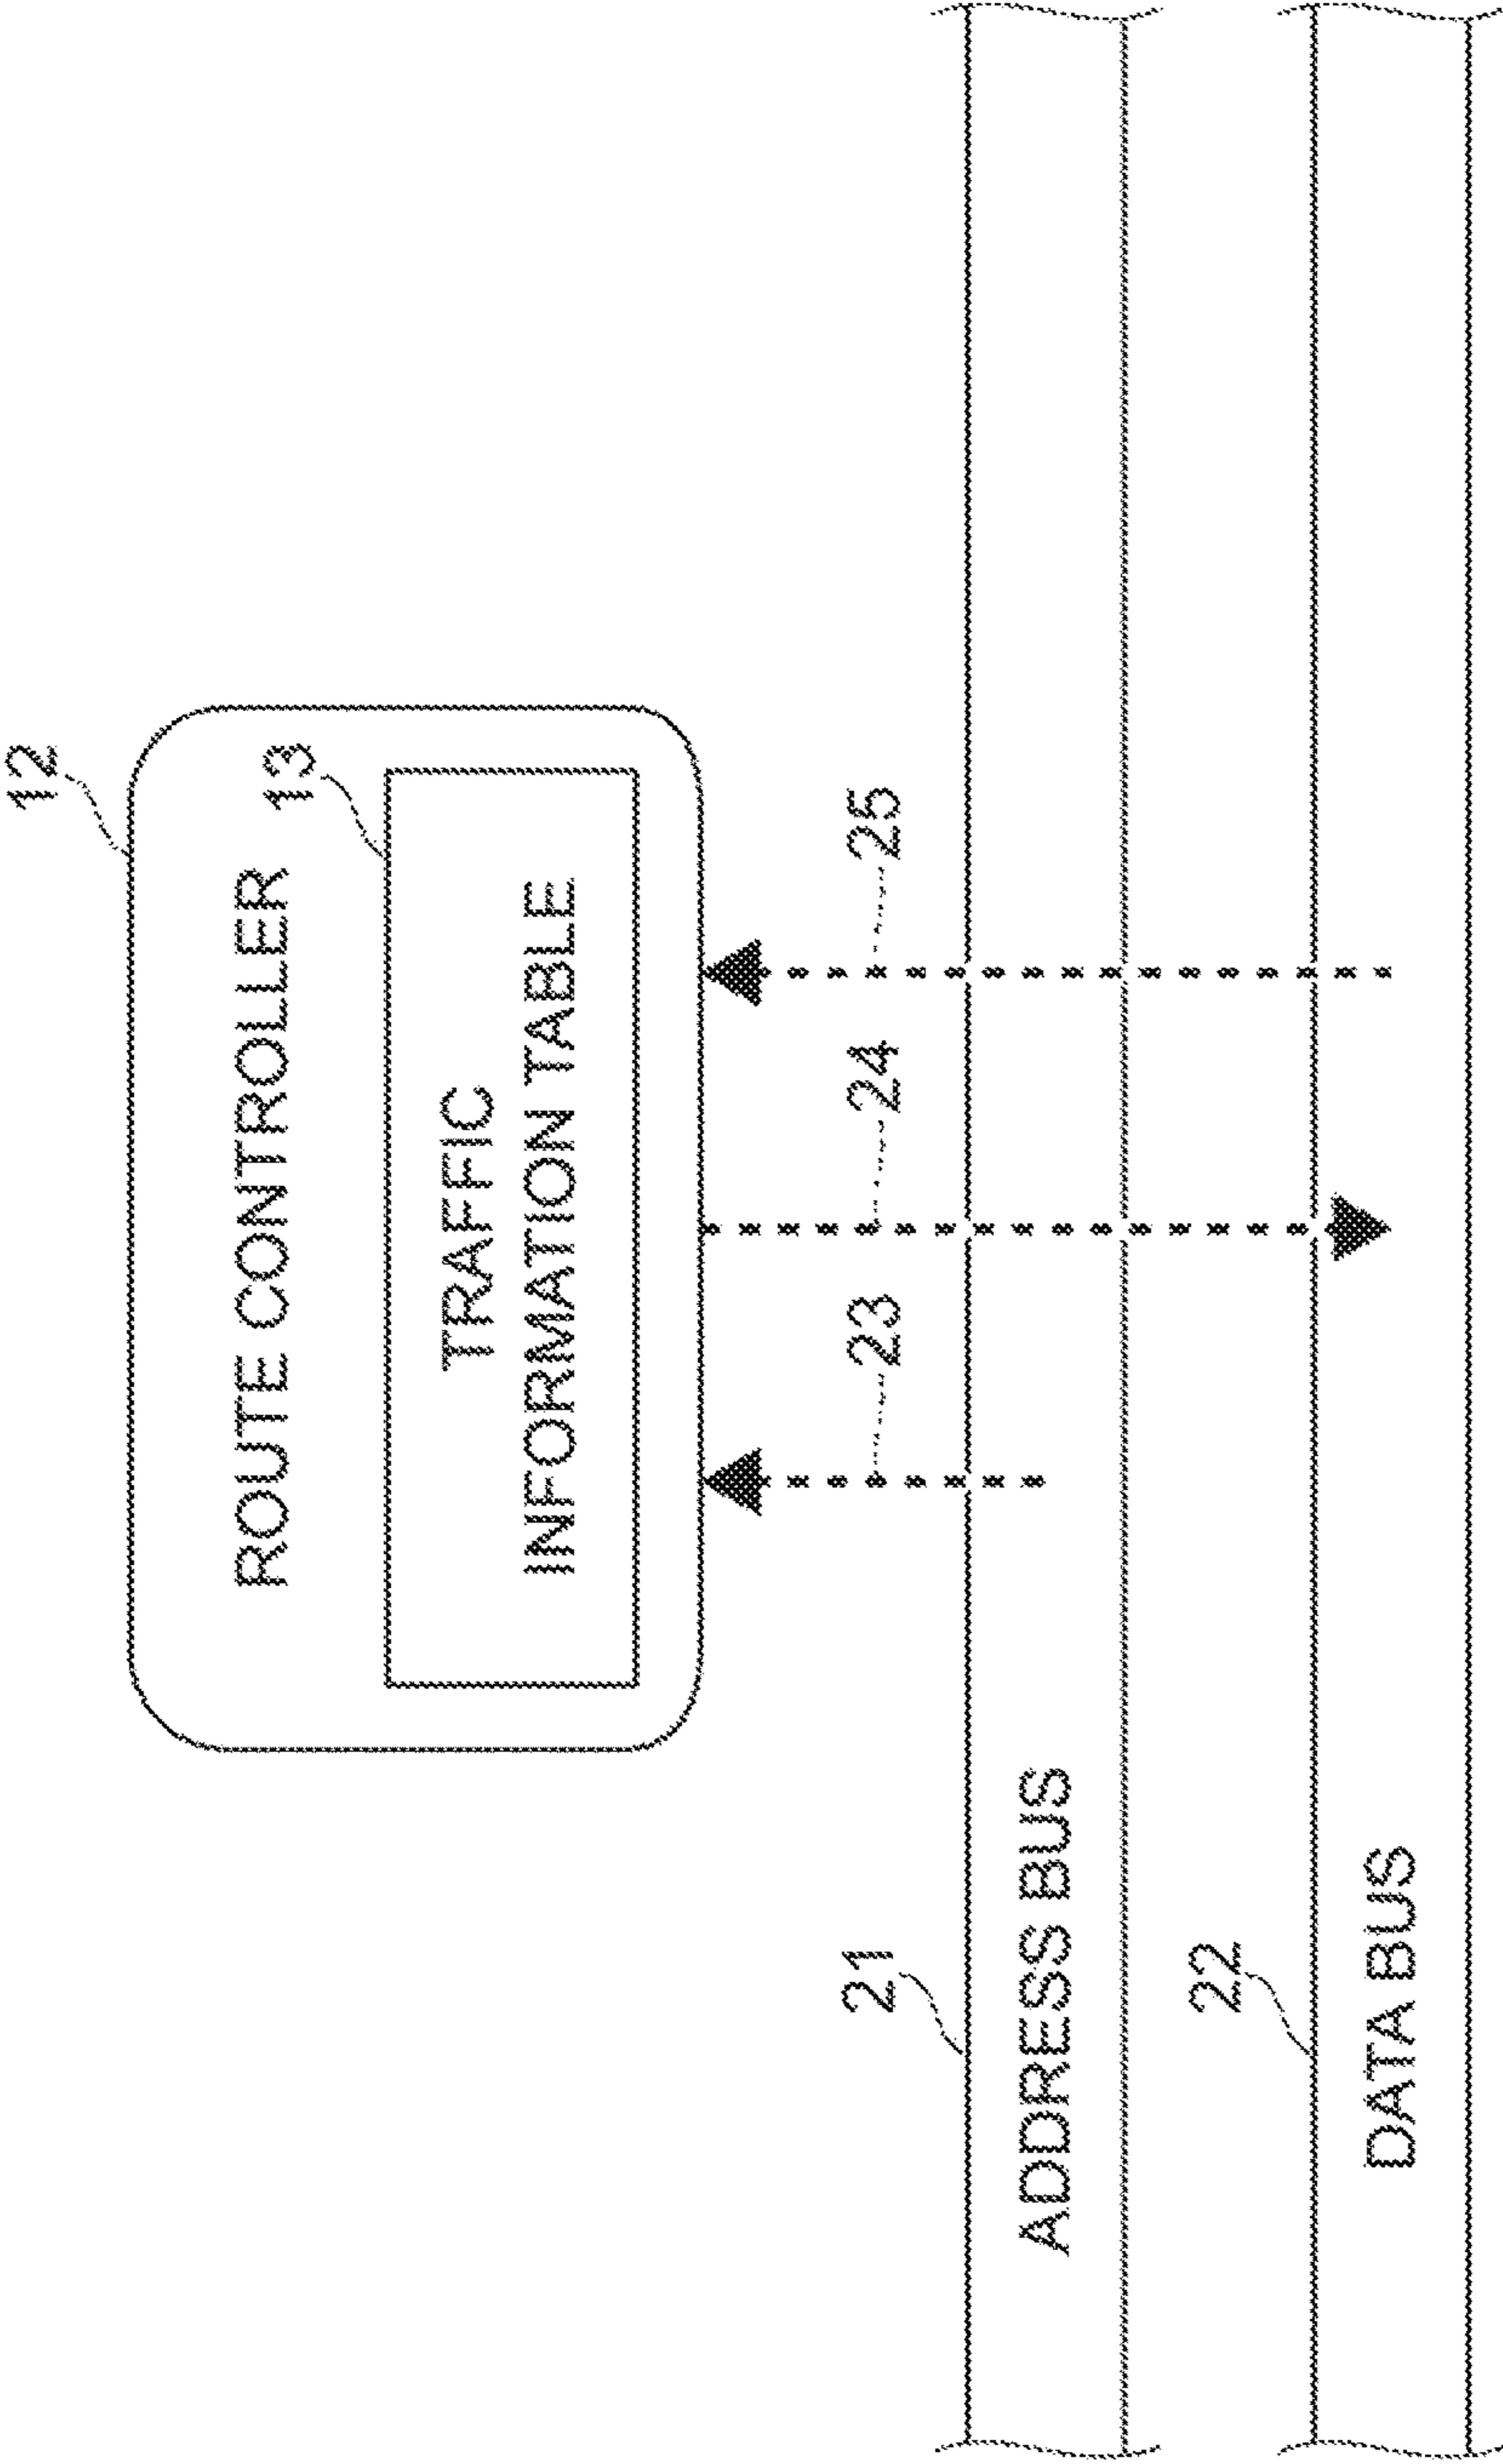 12
ROUTE CONTROLLER
13
TRAFFIC
INFORMATION TABLE
23
24
25
21
ADDRESS BUS
22
DATA BUS